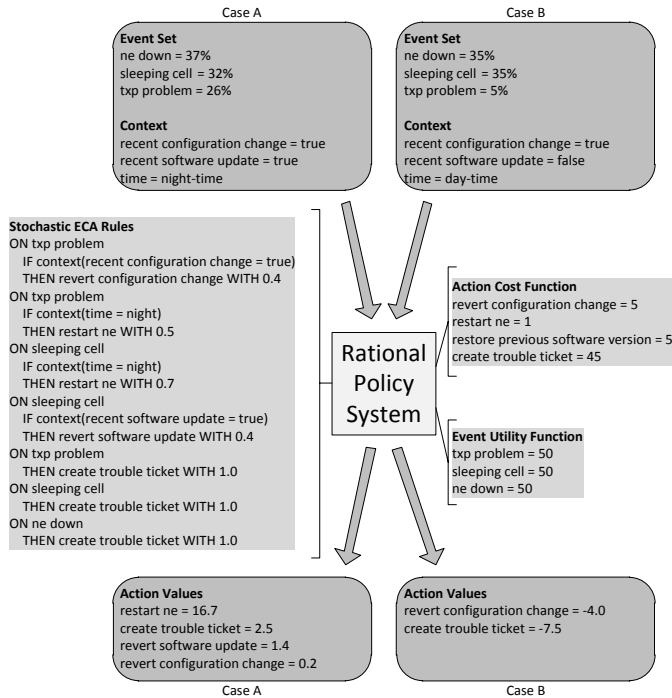 Case A
Event Set
ne down = 37%
sleeping cell = 32%
txp problem = 26%
Context
recent configuration change = true
recent software update = true
time = night-time
Case B
Event Set
ne down = 35%
sleeping cell = 35%
txp problem = 5%
Context
recent configuration change = true
recent software update = false
time = day-time
Stochastic ECA Rules
ON txp problem
IF context(recent configuration change = true)
THEN revert configuration change WITH 0.4
ON txp problem
IF context(time = night)
THEN restart ne WITH 0.5
ON sleeping cell
IF context(time = night)
THEN restart ne WITH 0.7
ON sleeping cell
IF context(recent software update = true)
THEN revert software update WITH 0.4
ON txp problem
THEN create trouble ticket WITH 1.0
ON sleeping cell
THEN create trouble ticket WITH 1.0
ON ne down
THEN create trouble ticket WITH 1.0
Rational
Policy
System
Action Cost Function
revert configuration change = 5
restart ne = 1
restore previous software version = 5
create trouble ticket = 45
Event Utility Function
txp problem = 50
sleeping cell = 50
ne down = 50
Action Values
restart ne = 16.7
create trouble ticket = 2.5
revert software update = 1.4
revert configuration change = 0.2
Case A
Action Values
revert configuration change = -4.0
create trouble ticket = -7.5
Case B